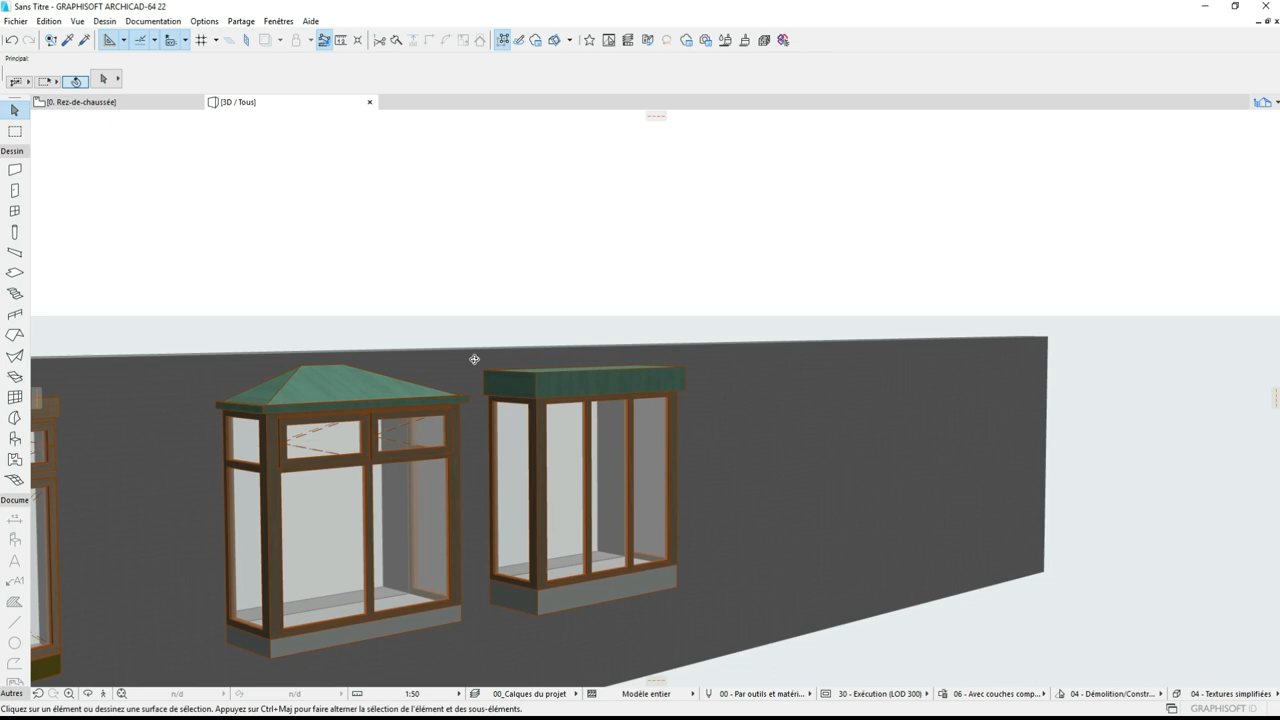 Sans Titre - GRAPHISOFT ARCHICAD-64 22
Fichier Edition Vue Dessin Documentation Options Partage Fenêtres Aide
Principal:
[0. Rez-de-chaussée] [3D / Tous]
Dessin
Docume
A
A1
Autres n/d n/d 1:50 00_Calques du projet Modèle entier 00 - Par outils et matéri... 30 - Exécution (LOD 300) 06 - Avec couches comp... 04 - Démolition/Constr... 04 - Textures simplifiées
Cliquez sur un élément ou dessinez une surface de sélection. Appuyez sur Ctrl+Maj pour faire alterner la sélection de l'élément et des sous-éléments. GRAPHISOFT ID